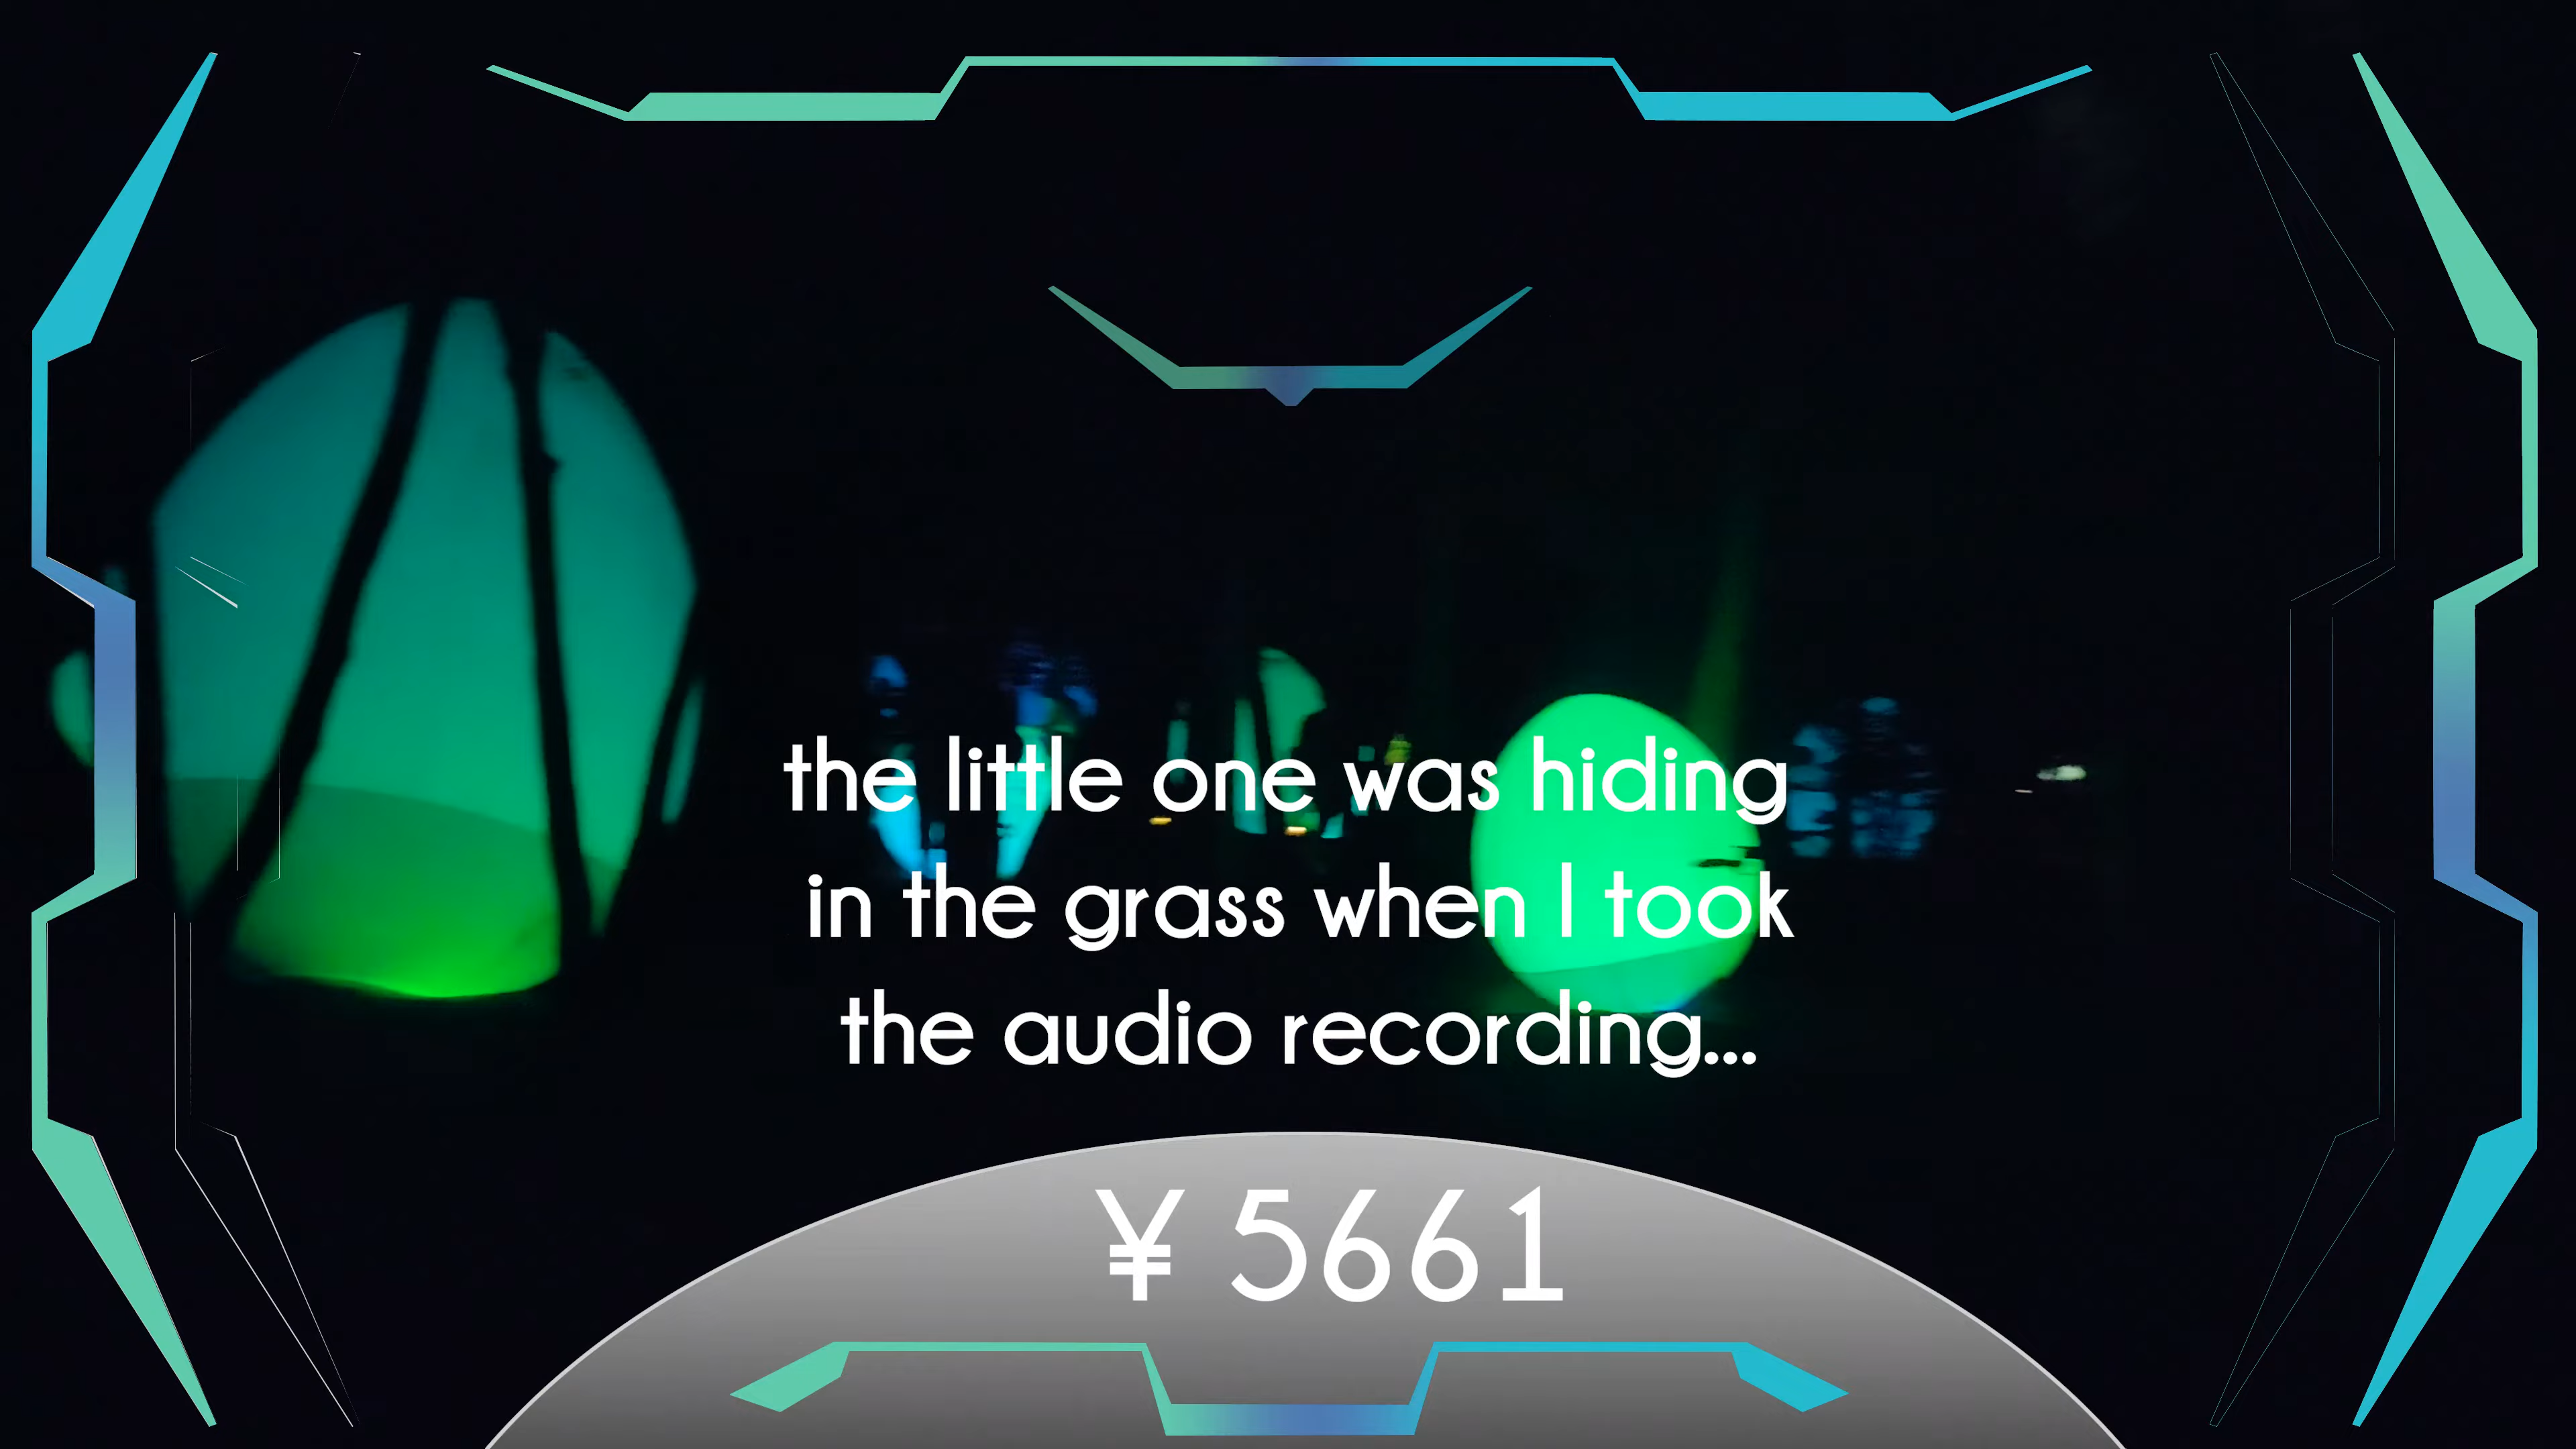 the little one was hiding
in the grass when I took
the audio recording...
¥ 5661